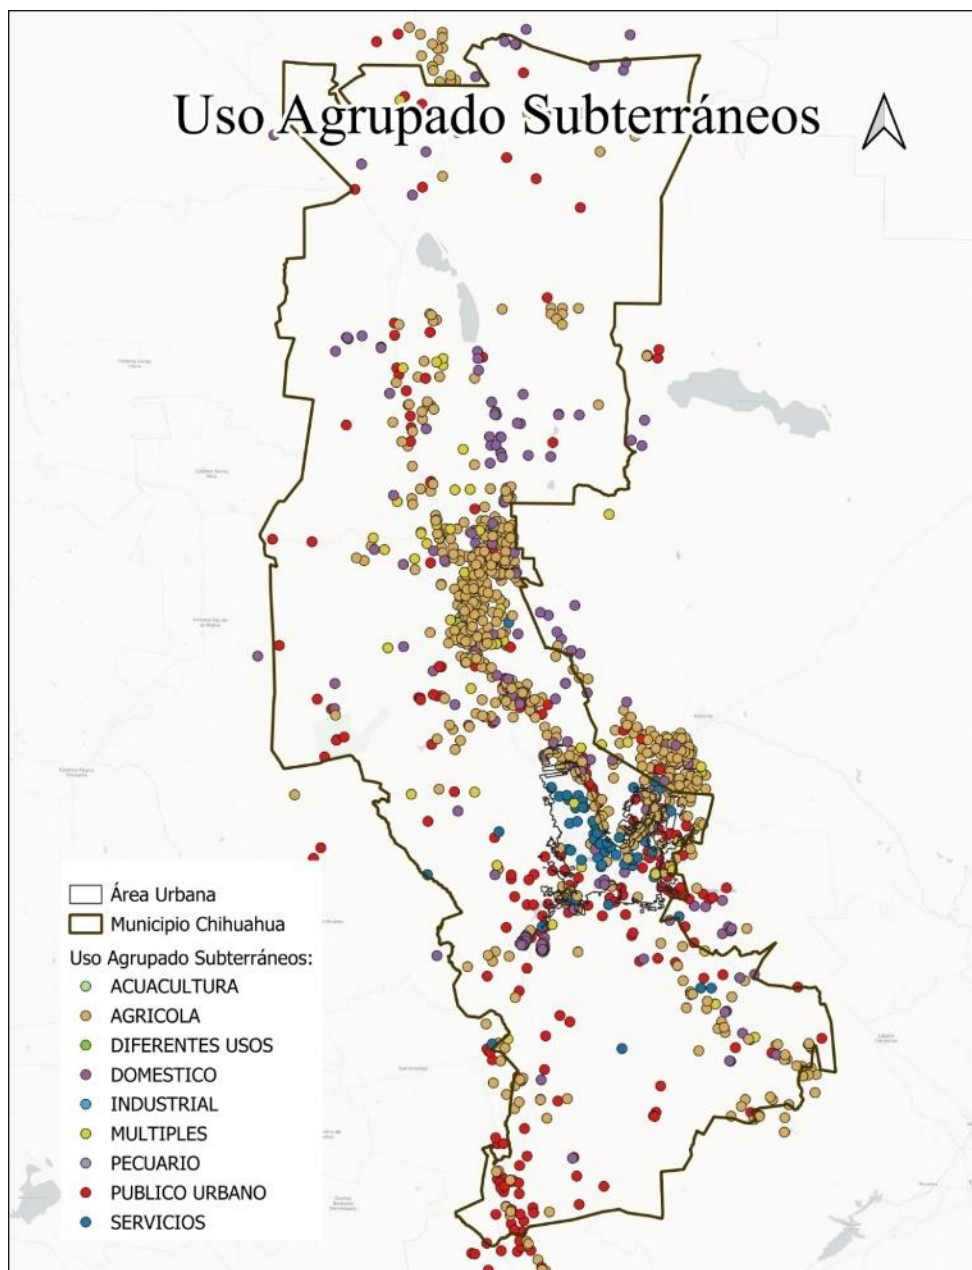 Uso Agrupado Subterráneos
Área Urbana
Municipio Chihuahua
Uso Agrupado Subterráneos:
ACUACULTURA
AGRICOLA
DIFERENTES USOS
DOMESTICO
INDUSTRIAL
MULTIPLES
PECUARIO
PUBLICO URBANO
SERVICIOS